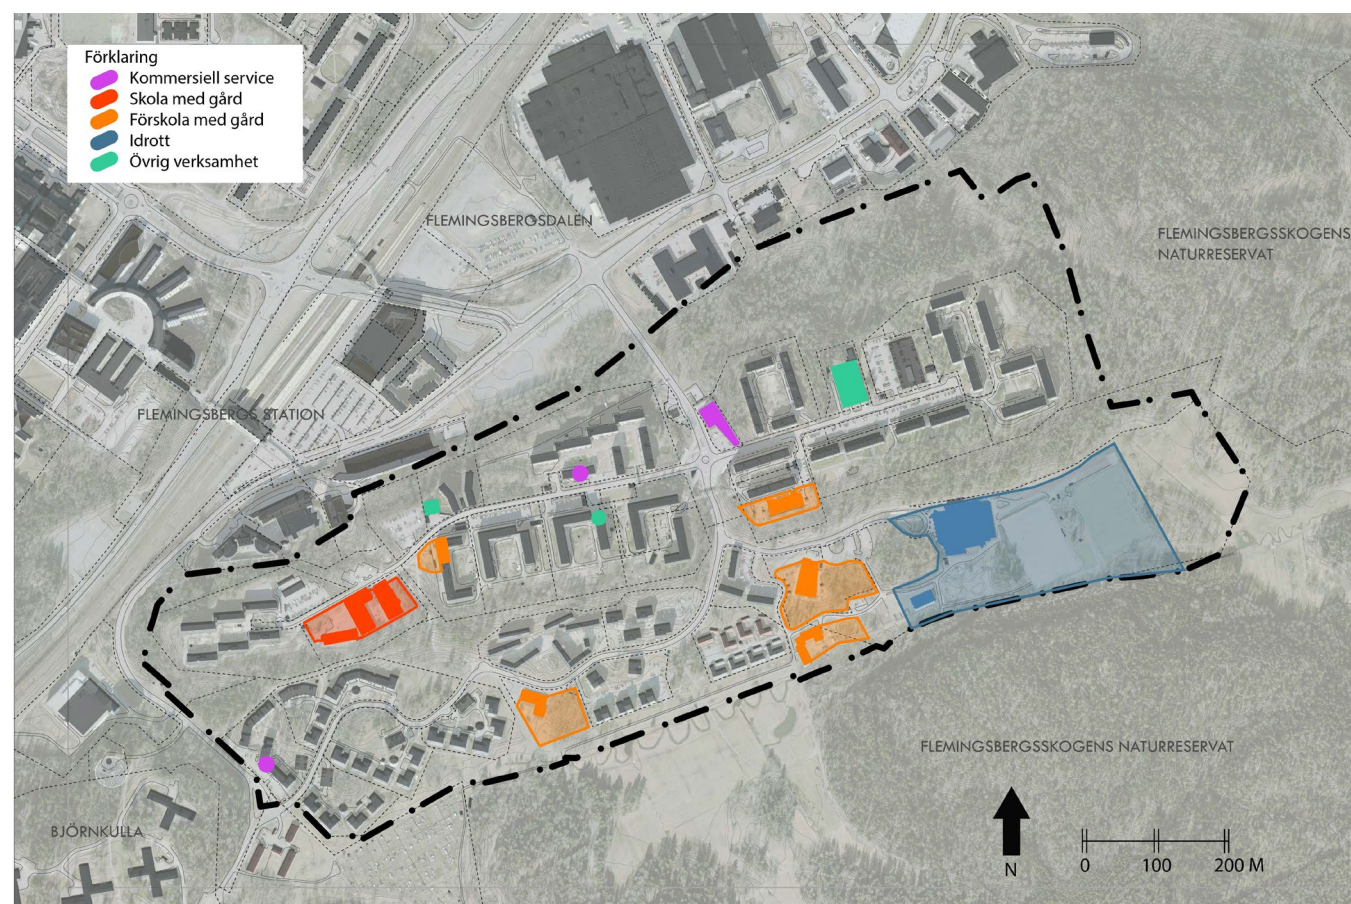 Förklaring
Kommersiell service
Skola med gård
Förskola med gård
Idrott
Övrig verksamhet
FLEMINGSBERGSDALEN
FLEMINGSBERGSSKOGENS
NATURRESERVAT
FLEMINGSBERGS STATION
FLEMINGSBERGSSKOGENS NATURRESERVAT
BJÖRNKULLA
N
0 100 200 M